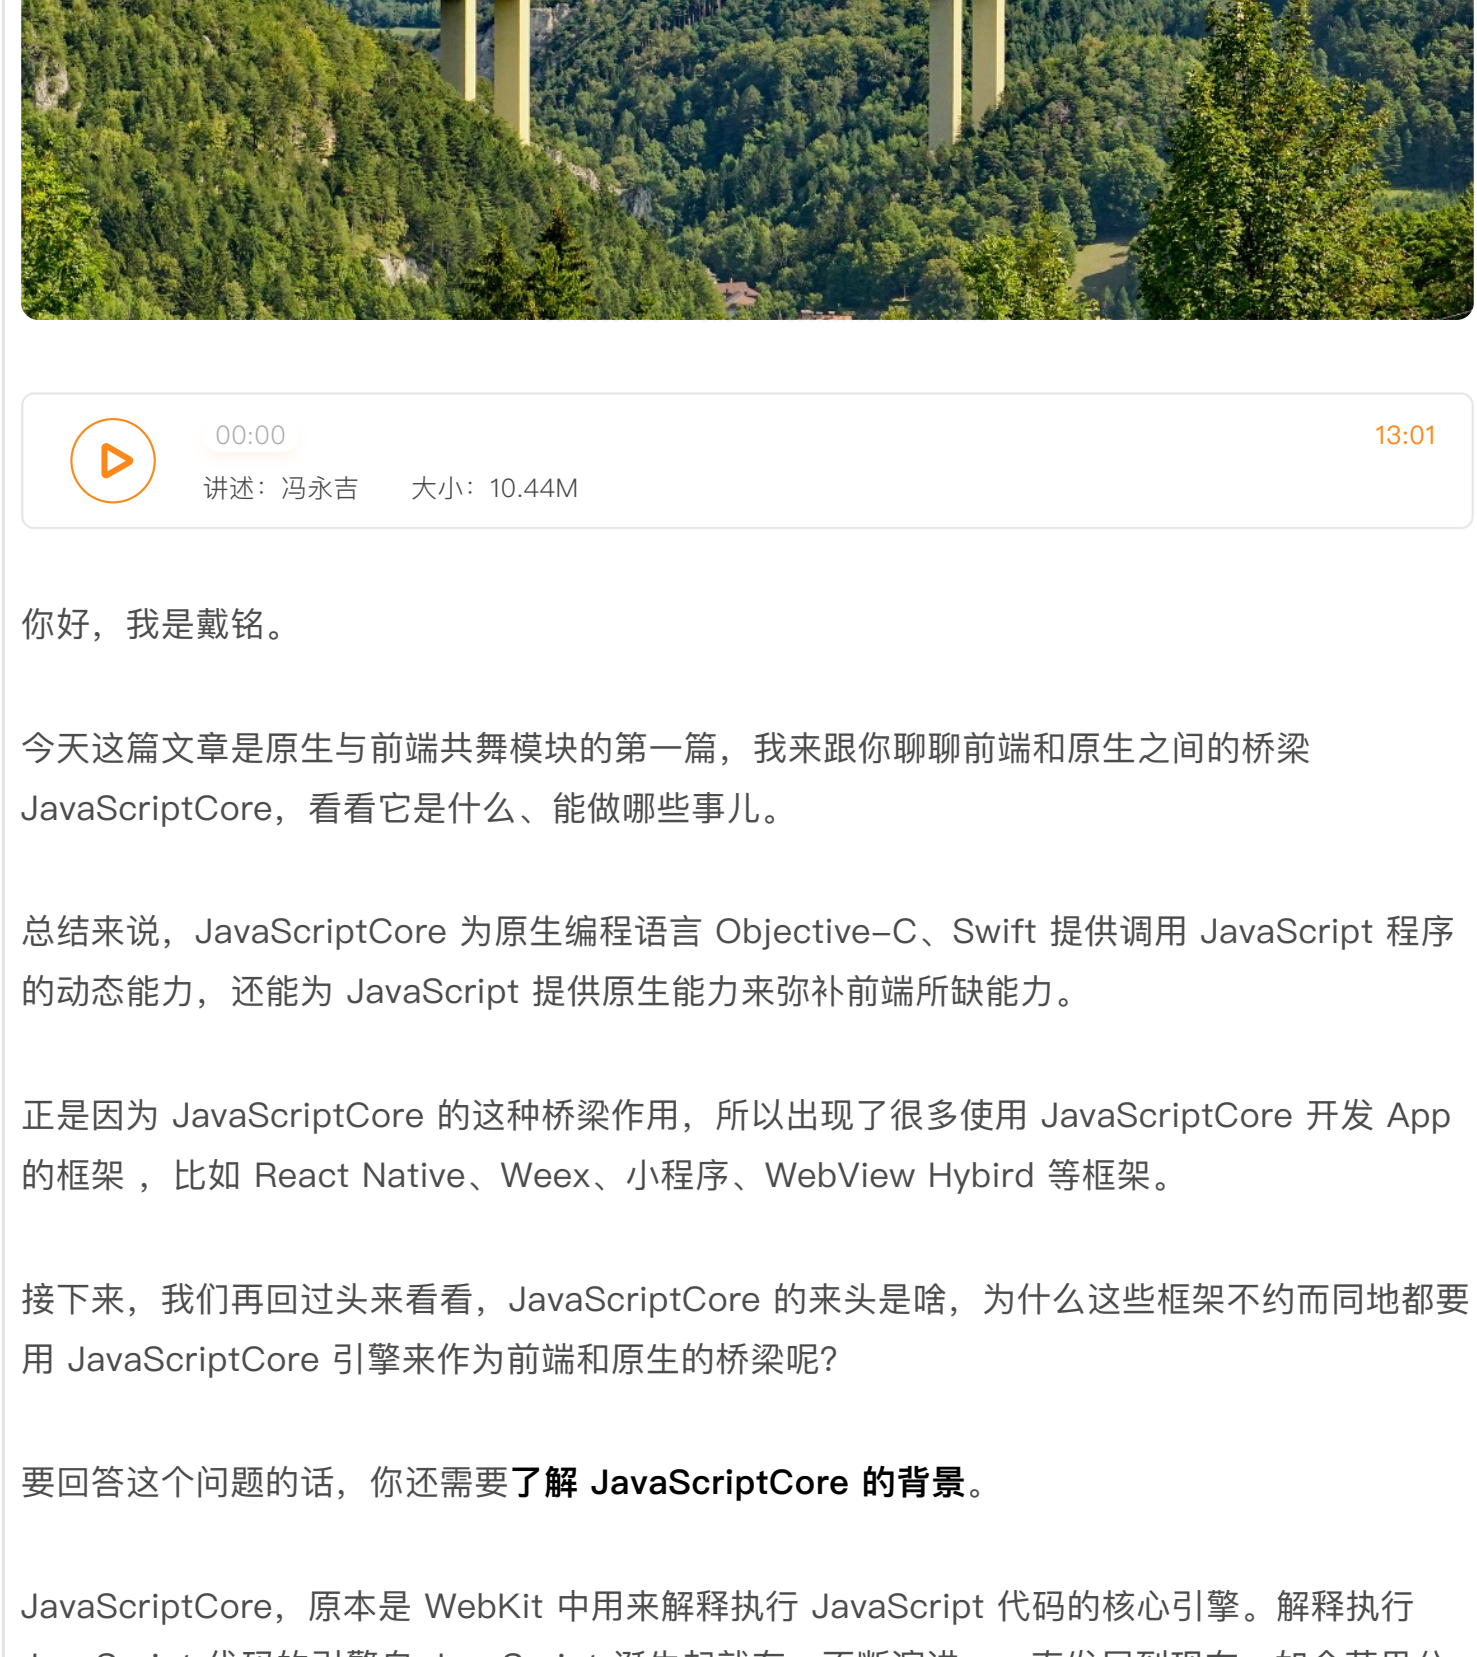 00:00
13:01
讲述：冯永吉 大小：10.44M
你好，我是戴铭。
今天这篇文章是原生与前端共舞模块的第一篇，我来跟你聊聊前端和原生之间的桥梁
JavaScriptCore，看看它是什么、能做哪些事儿。
总结来说，JavaScriptCore 为原生编程语言 Objective-C、Swift 提供调用 JavaScript 程序
的动态能力，还能为 JavaScript 提供原生能力来弥补前端所缺能力。
正是因为 JavaScriptCore 的这种桥梁作用，所以出现了很多使用 JavaScriptCore 开发 App
的框架 ，比如 React Native、Weex、小程序、WebView Hybird 等框架。
接下来，我们再回过头来看看，JavaScriptCore 的来头是啥，为什么这些框架不约而同地都要
用 JavaScriptCore 引擎来作为前端和原生的桥梁呢？
要回答这个问题的话，你还需要了解 JavaScriptCore 的背景。
JavaScriptCore，原本是 WebKit 中用来解释执行 JavaScript 代码的核心引擎。解释执行